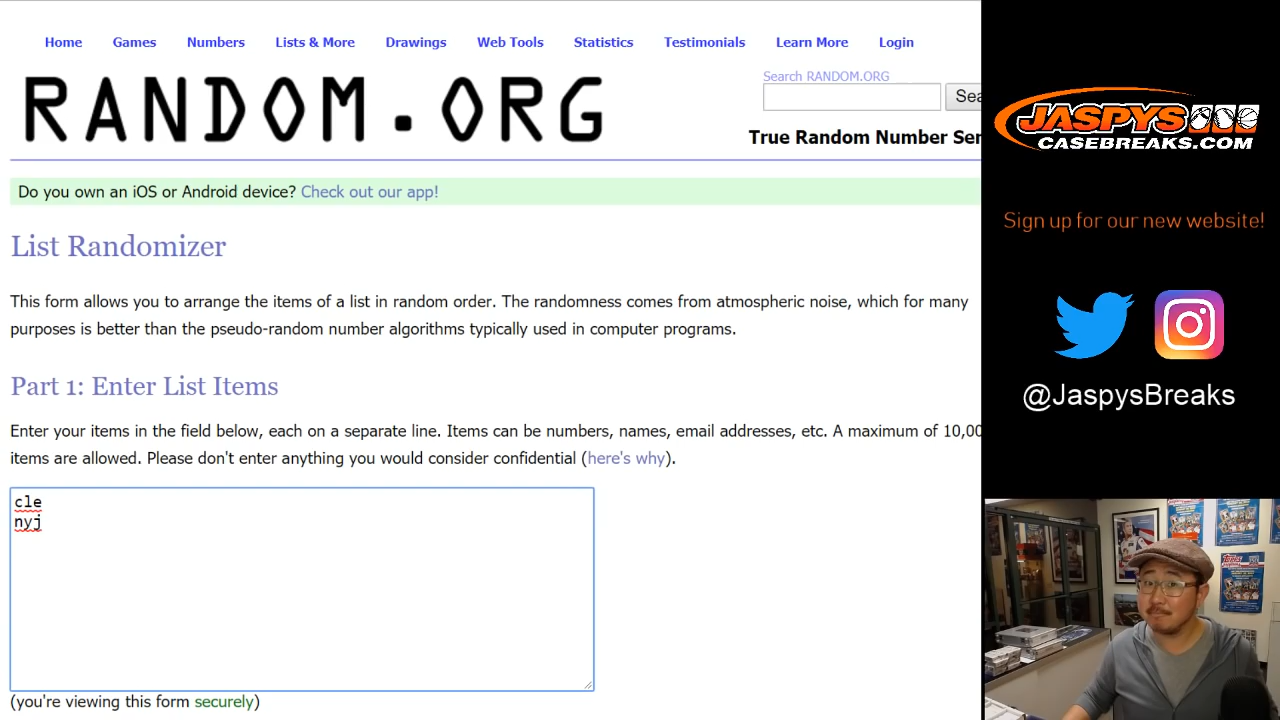 Home Games Numbers Lists & More Drawings Web Tools Statistics Testimonials Learn More Login
RANDOM.ORG
Search RANDOM.ORG
Sea
True Random Number Ser
Do you own an iOS or Android device? Check out our app!
List Randomizer
This form allows you to arrange the items of a list in random order. The randomness comes from atmospheric noise, which for many
purposes is better than the pseudo-random number algorithms typically used in computer programs.
Part 1: Enter List Items
Enter your items in the field below, each on a separate line. Items can be numbers, names, email addresses, etc. A maximum of 10,00
items are allowed. Please don't enter anything you would consider confidential (here's why).
cle
nyj
(you're viewing this form securely)
JASPYS
CASEBREAKS.COM
Sign up for our new website!
@JaspysBreaks